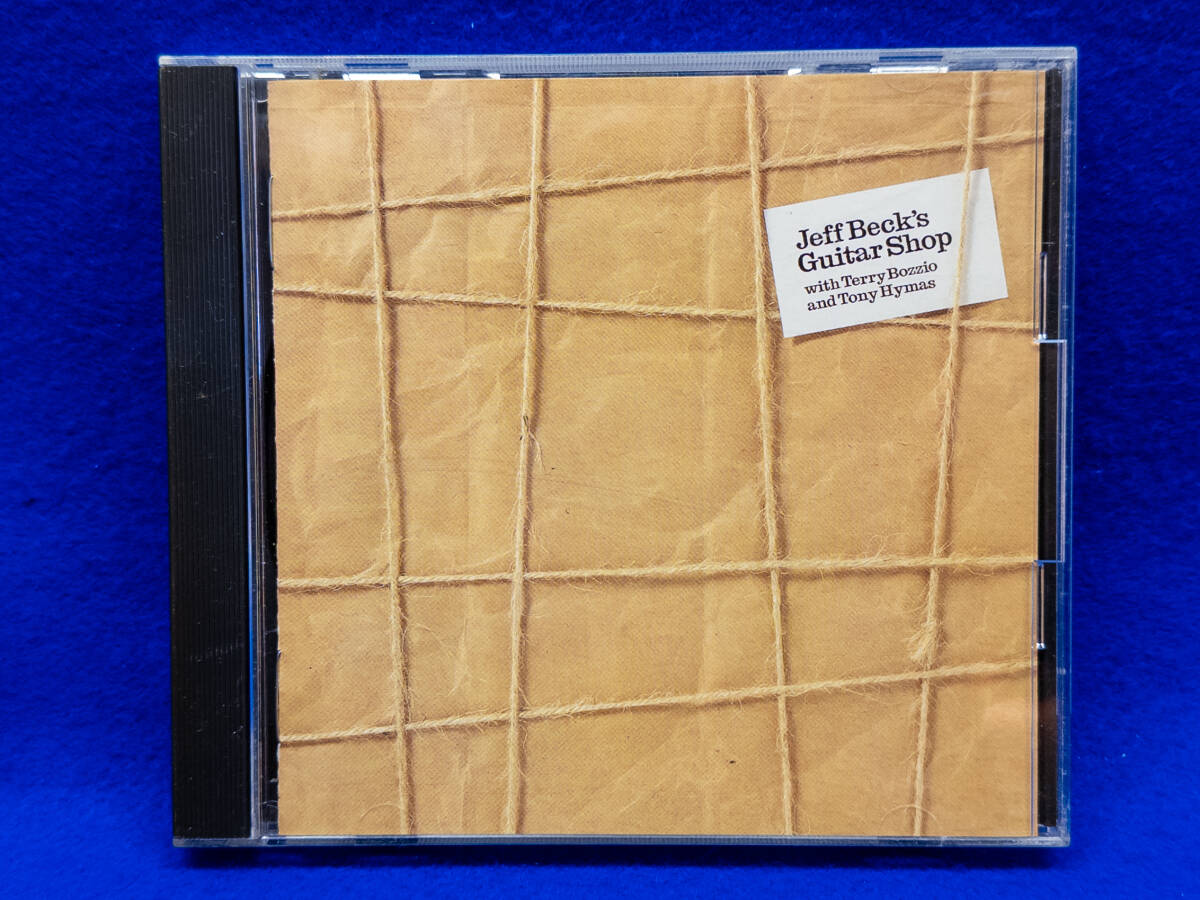 Jeff Beck's
Guitar Shop
with Terry Bozzio
and Tony Hymas